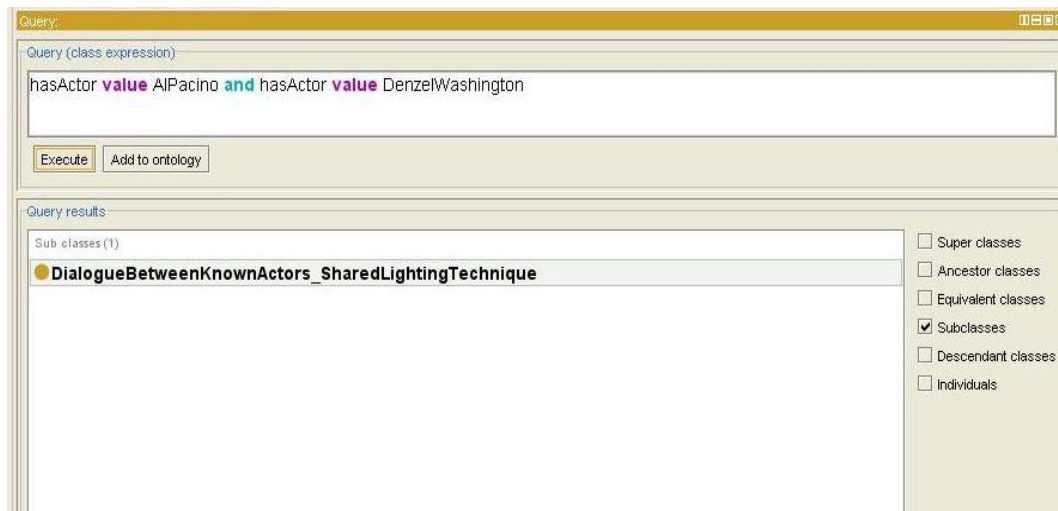 Query:
Query (class expression)
hasActor value AlPacino and hasActor value DenzelWashington
Execute Add to ontology
Query results
Sub classes (1)
DialogueBetweenKnownActors_SharedLightingTechnique
Super classes
Ancestor classes
Equivalent classes
Subclasses
Descendant classes
Individuals